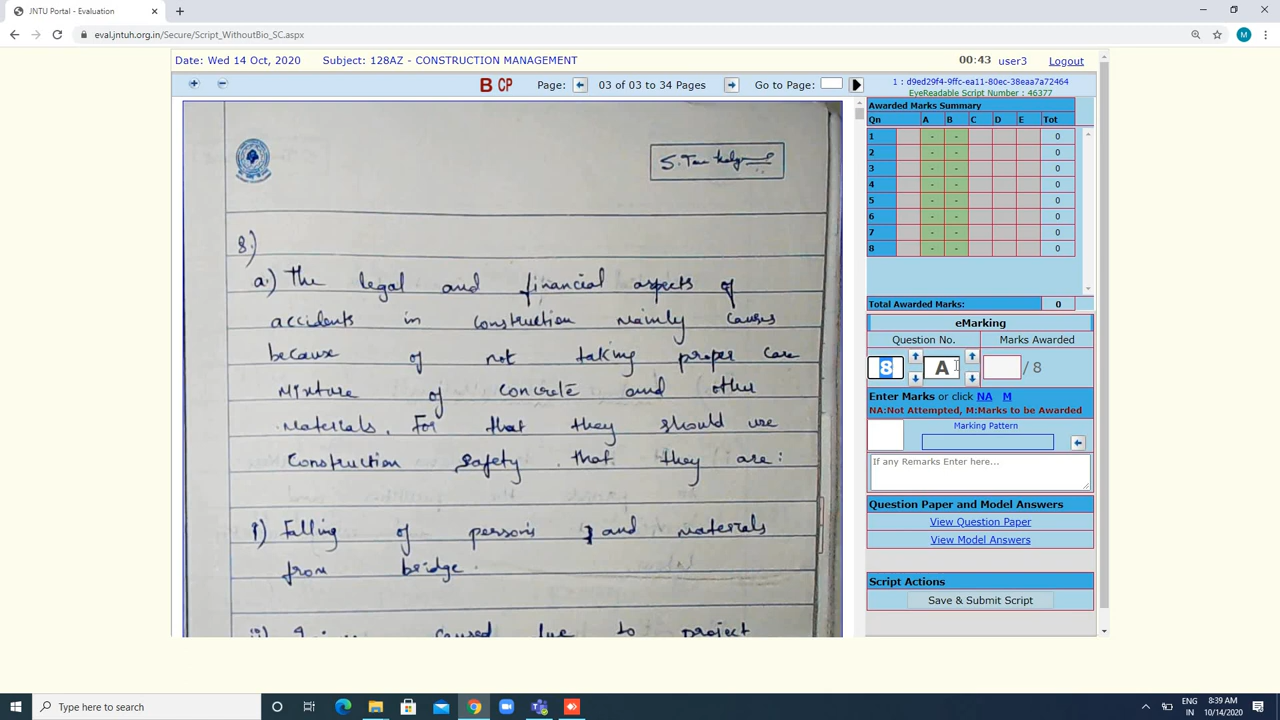 JNTU Portal - Evaluation
eval.jntuh.org.in/Secure/Script_WithoutBio_SC.aspx
M
Date: Wed 14 Oct, 2020 Subject: 128AZ - CONSTRUCTION MANAGEMENT 00:43 user3 Logout
B CP Page: 03 of 03 to 34 Pages Go to Page:
1 : d9ed29f4-9ffc-ea11-80ec-38eaa7a72464
EyeReadable Script Number : 46377
8.)
a.) The legal and financial aspects of
accidents in construction mainly causes
because of not taking proper care
mixture of concrete and other
materials. For that they should use
construction safety that they are:
i) Falling of persons and materials
from bridge.
caused due to project
Awarded Marks Summary
Qn A B C D E Tot
1 - - 0
2 - - 0
3 - - 0
4 - - 0
5 - - 0
6 - - 0
7 - - 0
8 - - 0
Total Awarded Marks: 0
eMarking
Question No. Marks Awarded
8 A / 8
Enter Marks or click NA M
NA:Not Attempted, M:Marks to be Awarded
Marking Pattern
If any Remarks Enter here...
Question Paper and Model Answers
View Question Paper
View Model Answers
Script Actions
Save & Submit Script
Type here to search
ENG
IN
8:39 AM
10/14/2020